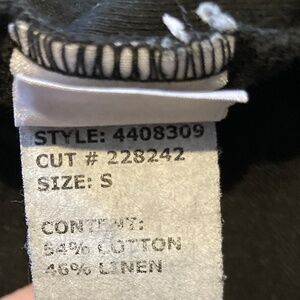 STYLE: 4408309
CUT # 228242
SIZE: S
CONTENT:
54% COTTON
46% LINEN